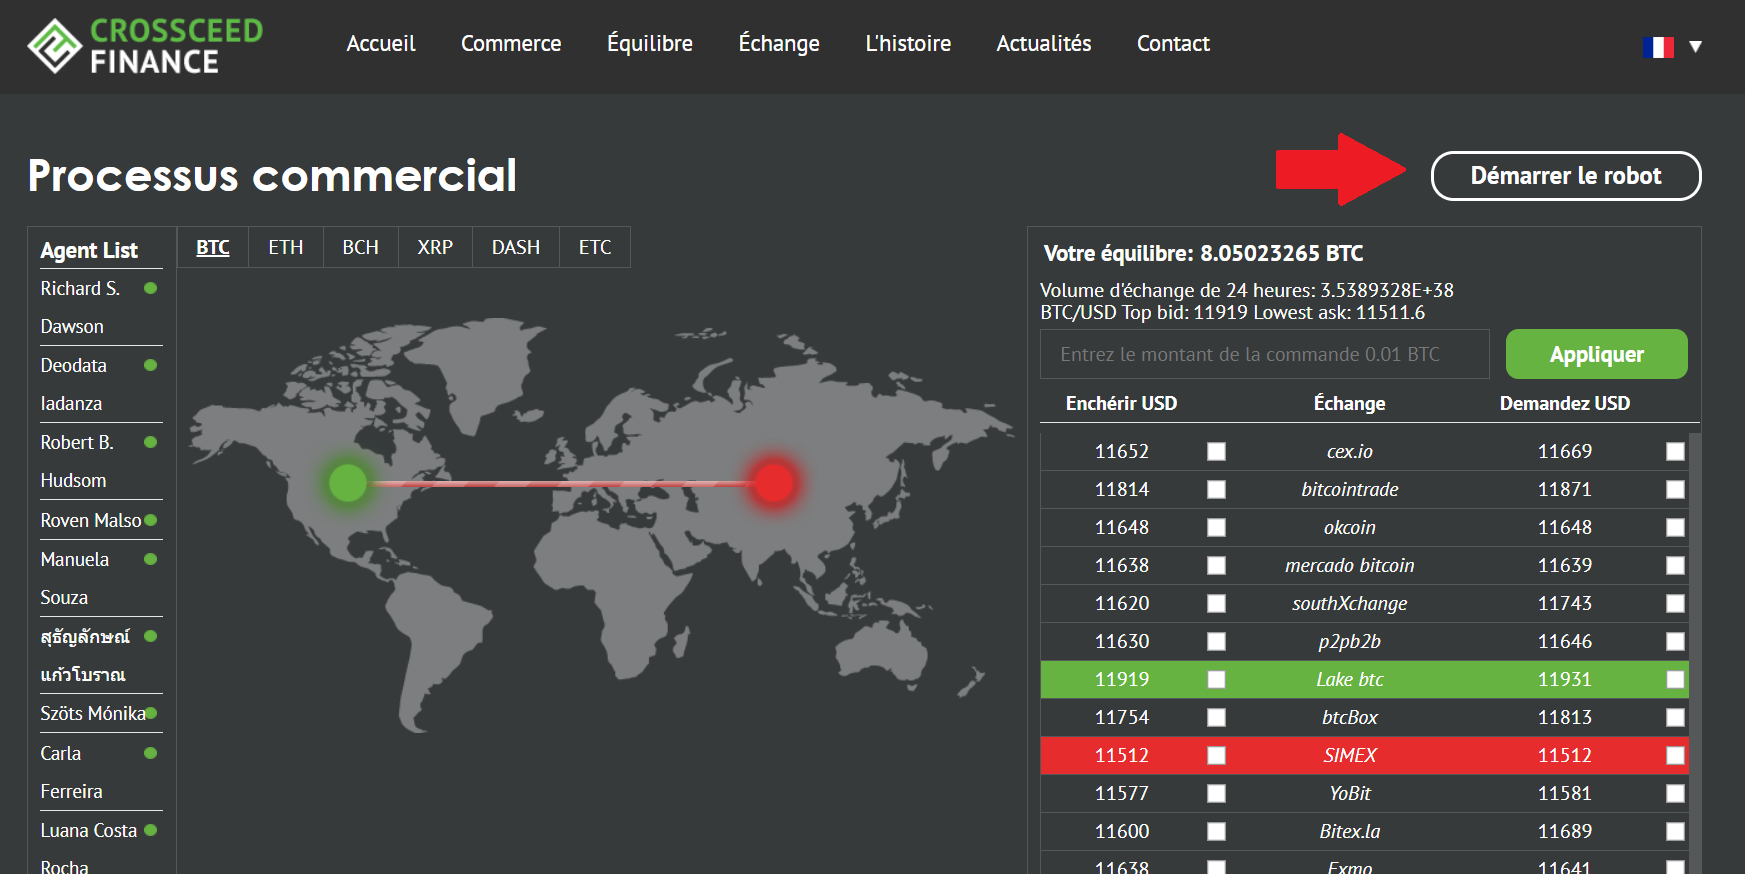 CROSSCEED
FINANCE
Accueil Commerce Équilibre Échange L'histoire Actualités Contact
Processus commercial
Démarrer le robot
Agent List
Richard S.
Dawson
Deodata
Iadanza
Robert B.
Hudsom
Roven Malso
Manuela
Souza
สุธัญลักษณ์
แก้วโบราณ
Szöts Mónika
Carla
Ferreira
Luana Costa
Rocha
BTC ETH BCH XRP DASH ETC
Votre équilibre: 8.05023265 BTC
Volume d'échange de 24 heures: 3.5389328E+38
BTC/USD Top bid: 11919 Lowest ask: 11511.6
Entrez le montant de la commande 0.01 BTC
Appliquer
Enchérir USD Échange Demandez USD
11652 cex.io 11669
11814 bitcointrade 11871
11648 okcoin 11648
11638 mercado bitcoin 11639
11620 southXchange 11743
11630 p2pb2b 11646
11919 Lake btc 11931
11754 btcBox 11813
11512 SIMEX 11512
11577 YoBit 11581
11600 Bitex.la 11689
11638 Exmo 11641